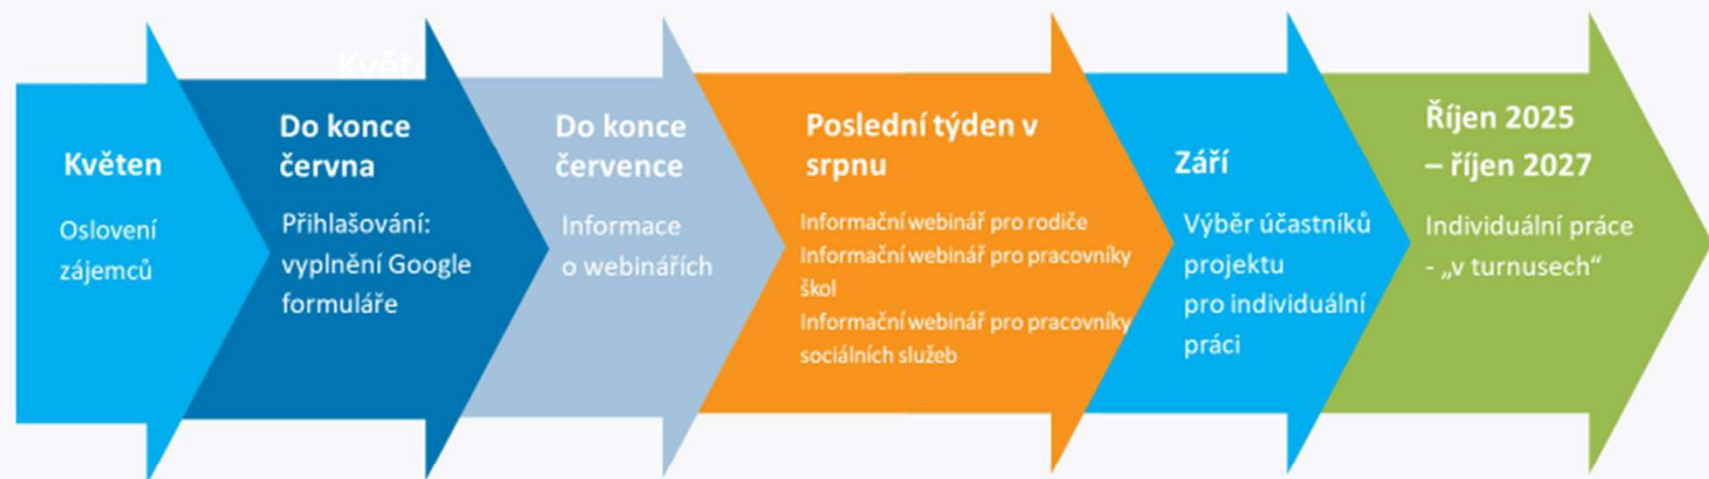 Květen
Oslovení
zájemců
Do konce
června
Přihlašování:
vyplnění Google
formuláře
Do konce
července
Informace
o webinářích
Poslední týden v
srpnu
Informační webinář pro rodiče
Informační webinář pro pracovníky
škol
Informační webinář pro pracovníky
sociálních služeb
Září
Výběr účastníků
projektu
pro individuální
práci
Říjen 2025
– říjen 2027
Individuální práce
- „v turnusech“